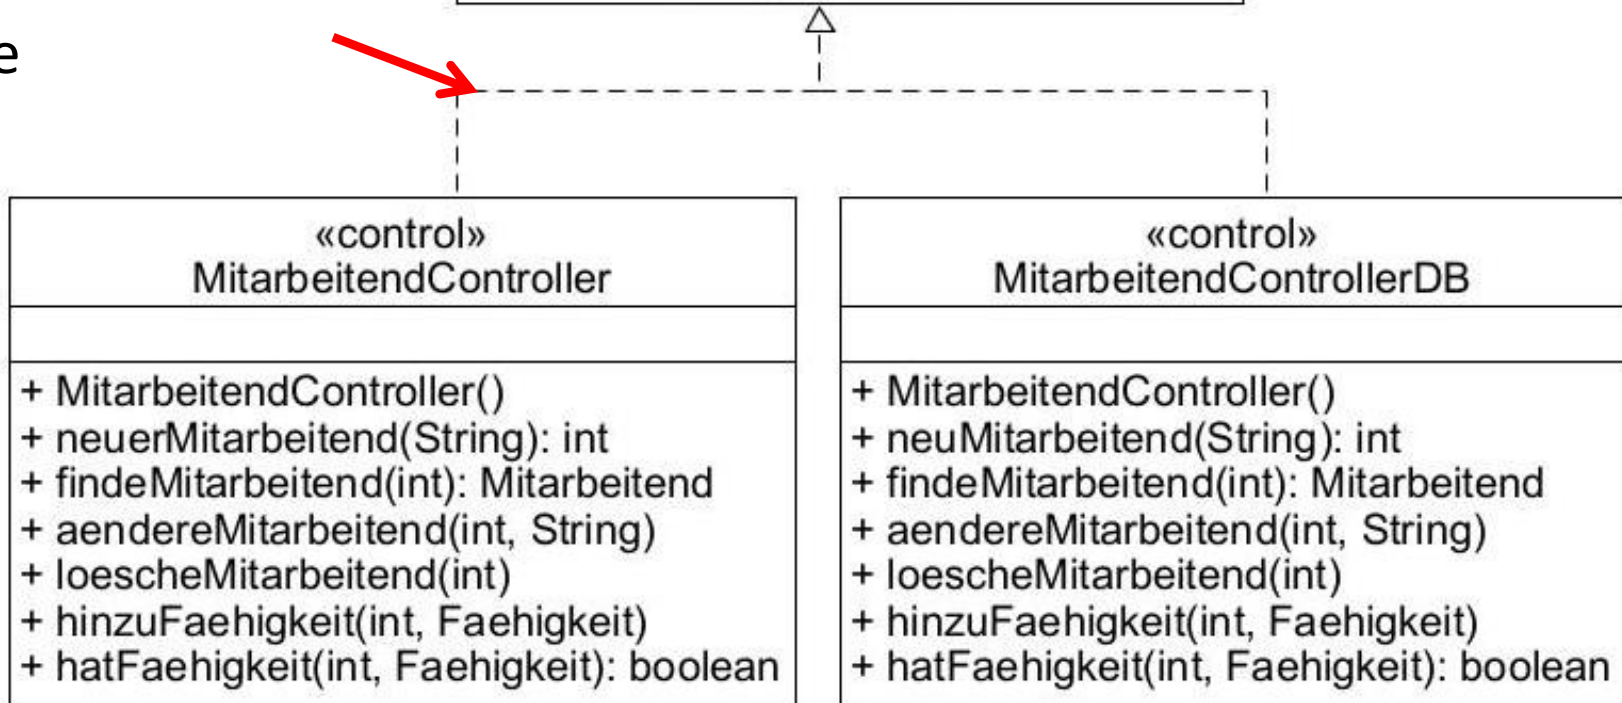 e
«control»
MitarbeitendController
+ MitarbeitendController()
+ neuerMitarbeitend(String): int
+ findeMitarbeitend(int): Mitarbeitend
+ aendereMitarbeitend(int, String)
+ loescheMitarbeitend(int)
+ hinzuFaehigkeit(int, Faehigkeit)
+ hatFaehigkeit(int, Faehigkeit): boolean
«control»
MitarbeitendControllerDB
+ MitarbeitendController()
+ neuMitarbeitend(String): int
+ findeMitarbeitend(int): Mitarbeitend
+ aendereMitarbeitend(int, String)
+ loescheMitarbeitend(int)
+ hinzuFaehigkeit(int, Faehigkeit)
+ hatFaehigkeit(int, Faehigkeit): boolean